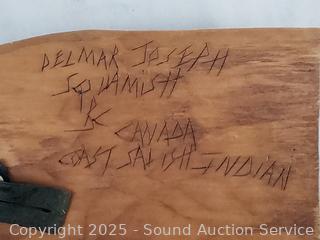 DELMAR JOSEPH
SQUAMISH
BC
CANADA
COAST SALISH INDIAN
Copyright 2025 - Sound Auction Service